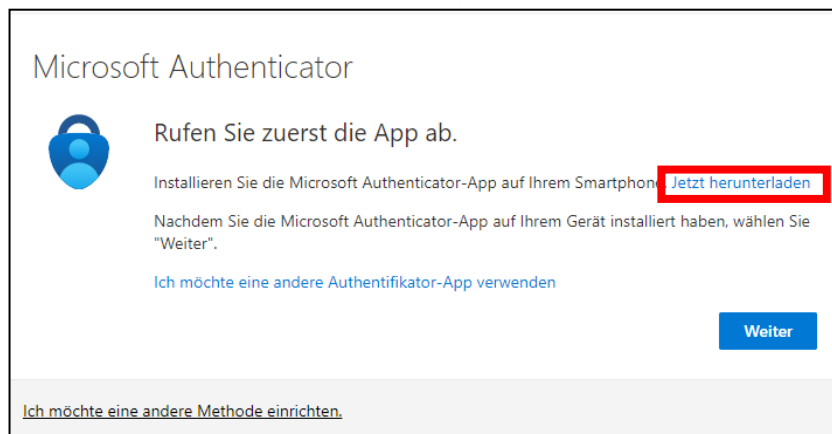 Microsoft Authenticator
Rufen Sie zuerst die App ab.
Installieren Sie die Microsoft Authenticator-App auf Ihrem Smartphone. Jetzt herunterladen
Nachdem Sie die Microsoft Authenticator-App auf Ihrem Gerät installiert haben, wählen Sie
"Weiter".
Ich möchte eine andere Authentifikator-App verwenden
Weiter
Ich möchte eine andere Methode einrichten.